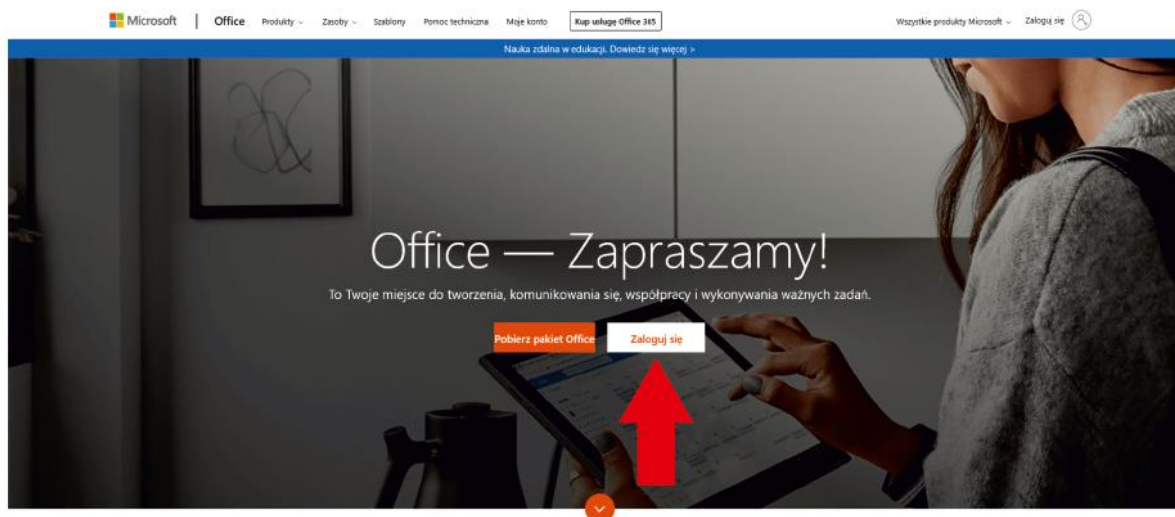 Microsoft Office Produkty Zasoby Szablony Pomoc techniczna Moje konto Kup usługę Office 365 Wszystkie produkty Microsoft Zaloguj się
Nauka zdalna w edukacji. Dowiedz się więcej >
Office — Zapraszamy!
To Twoje miejsce do tworzenia, komunikowania się, współpracy i wykonywania ważnych zadań.
Pobierz pakiet Office Zaloguj się